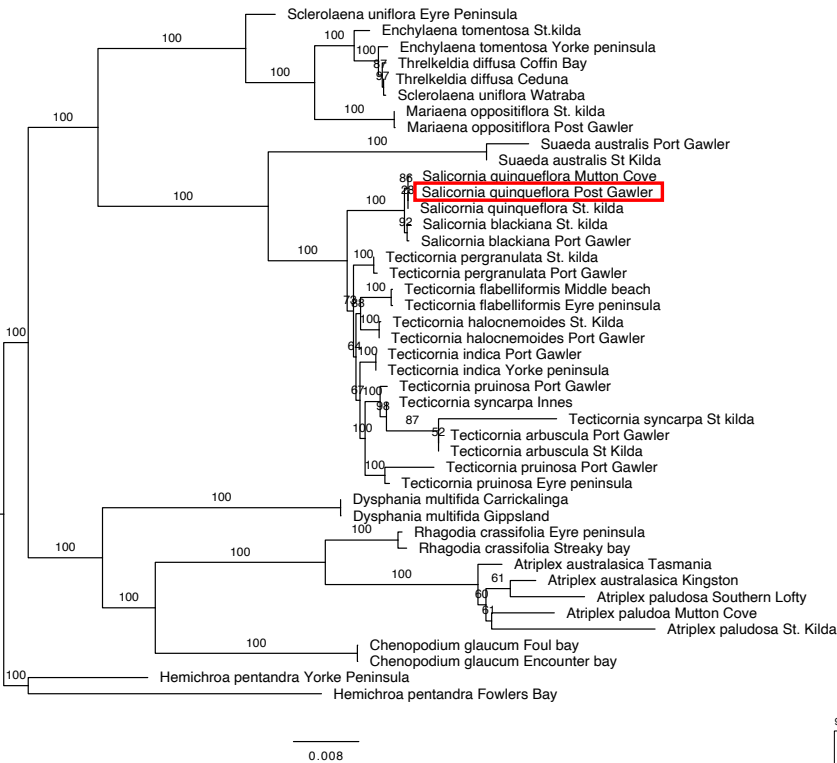 Sclerolaena uniflora Eyre Peninsula
100
Enchylaena tomentosa St.kilda
100
100
Enchylaena tomentosa Yorke peninsula
87
Threlkeldia diffusa Coffin Bay
97
Threlkeldia diffusa Ceduna
100
Sclerolaena uniflora Watraba
100
Mariaena oppositiflora St. kilda
100
Mariaena oppositiflora Post Gawler
100
Suaeda australis Port Gawler
Suaeda australis St Kilda
86
Salicornia quinqueflora Mutton Cove
Salicornia quinqueflora Post Gawler
100
100
Salicornia quinqueflora St. kilda
92
Salicornia blackiana St. kilda
Salicornia blackiana Port Gawler
100
100
Tecticornia pergranulata St. kilda
Tecticornia pergranulata Port Gawler
100
Tecticornia flabelliformis Middle beach
Tecticornia flabelliformis Eyre peninsula
100
Tecticornia halocnemoides St. Kilda
100
Tecticornia halocnemoides Port Gawler
64
100
Tecticornia indica Port Gawler
Tecticornia indica Yorke peninsula
67
100
Tecticornia pruinosa Port Gawler
98
Tecticornia syncarpa Innes
87
Tecticornia syncarpa St kilda
100
52
Tecticornia arbuscula Port Gawler
Tecticornia arbuscula St Kilda
100
Tecticornia pruinosa Port Gawler
Tecticornia pruinosa Eyre peninsula
100
Dysphania multifida Carrickalinga
Dysphania multifida Gippsland
100
Rhagodia crassifolia Eyre peninsula
100
100
Rhagodia crassifolia Streaky bay
Atriplex australasica Tasmania
100
61
Atriplex australasica Kingston
60
Atriplex paludosa Southern Lofty
100
61
Atriplex paludoa Mutton Cove
Atriplex paludosa St. Kilda
100
Chenopodium glaucum Foul bay
Chenopodium glaucum Encounter bay
100
Hemichroa pentandra Yorke Peninsula
Hemichroa pentandra Fowlers Bay
0.008